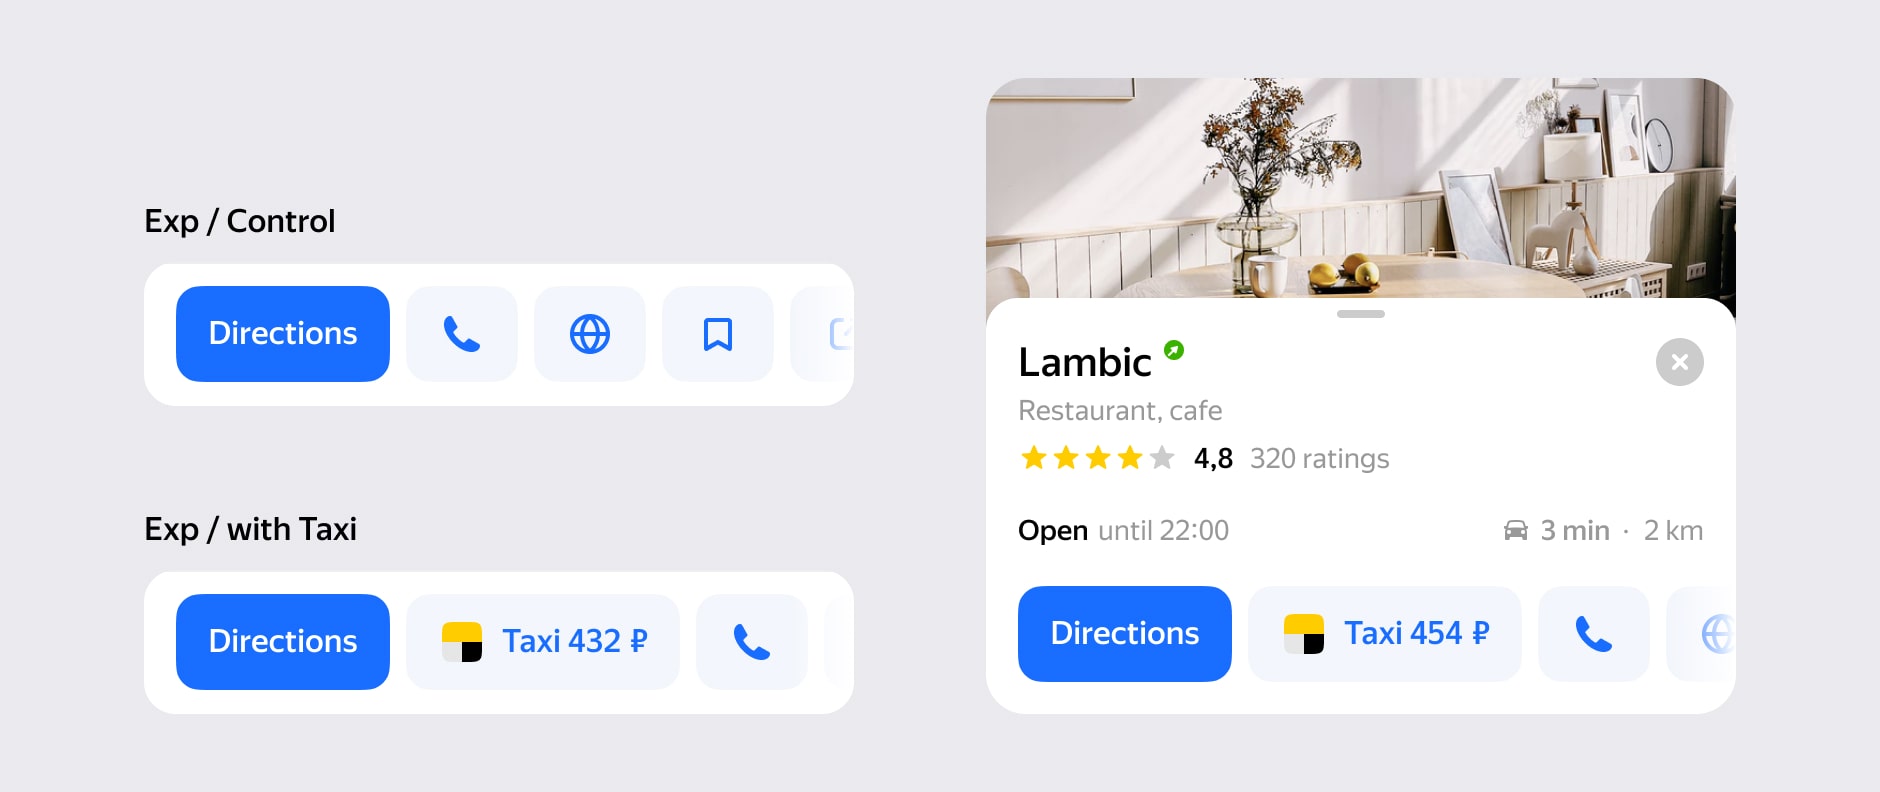 Exp / Control
Directions
Exp / with Taxi
Directions
Taxi 432 ₽
Lambic
Restaurant, cafe
4,8 320 ratings
Open until 22:00
3 min · 2 km
Directions
Taxi 454 ₽